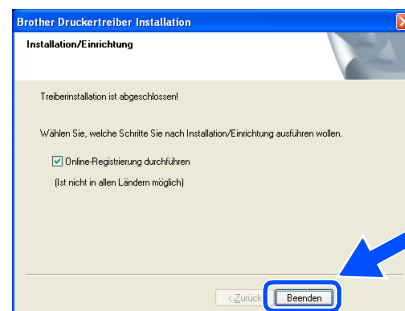 Brother Druckertreiber Installation
Installation/Einrichtung
Treiberinstallation ist abgeschlossen!
Wählen Sie, welche Schritte Sie nach Installation/Einrichtung ausführen wollen.
Online-Registrierung durchführen
(Ist nicht in allen Ländern möglich)
< Zurück Beenden